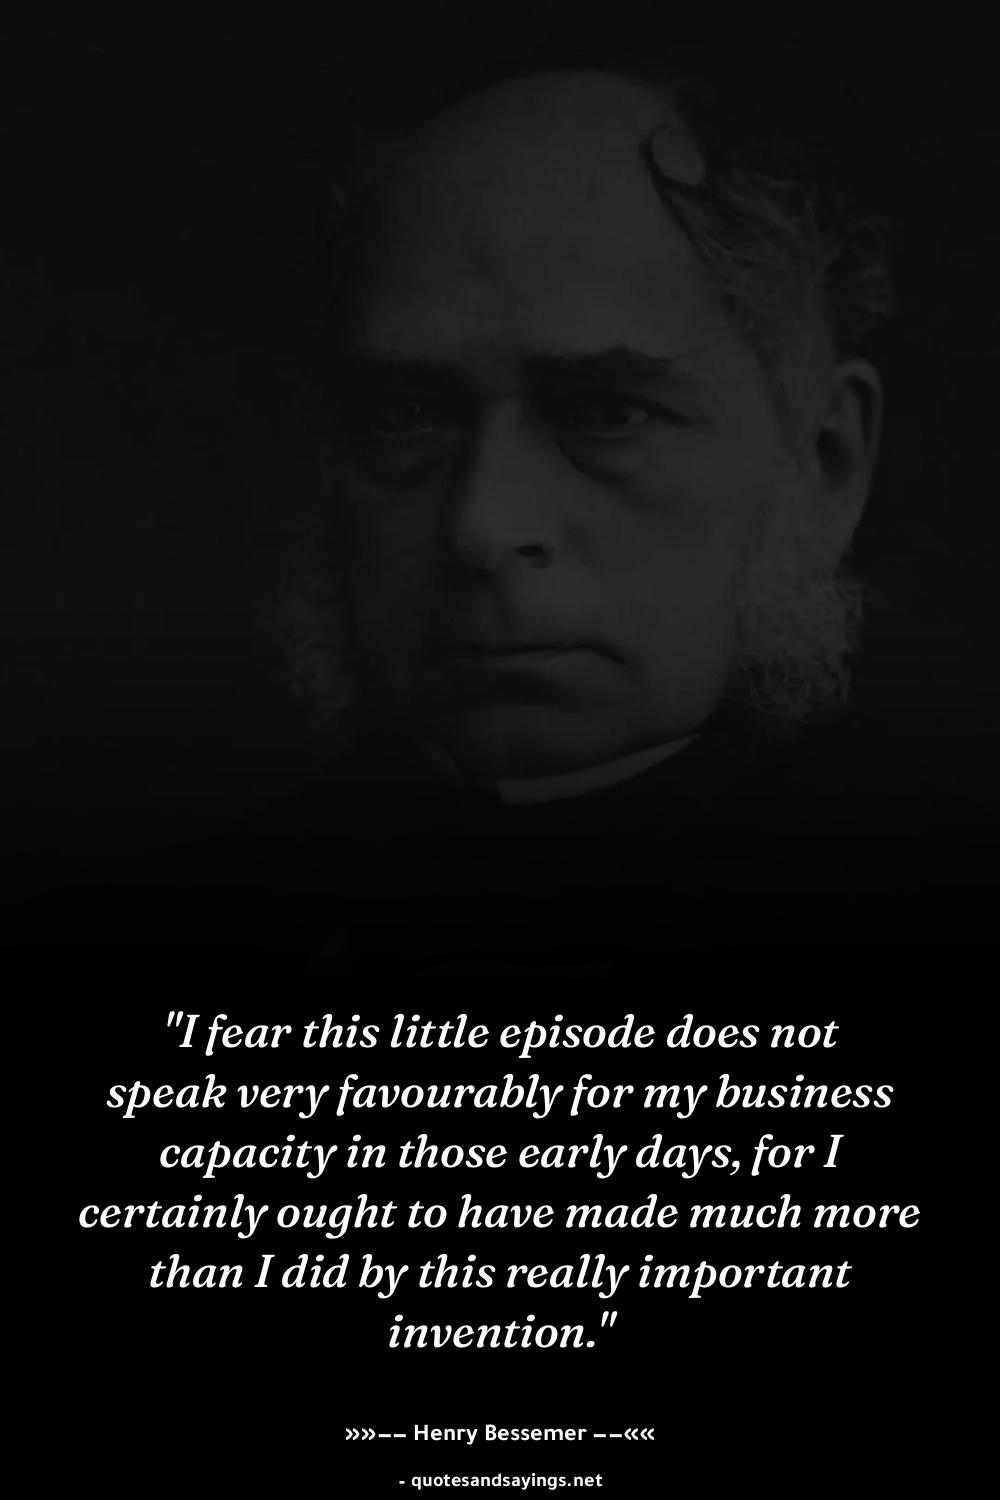 "I fear this little episode does not
speak very favourably for my business
capacity in those early days, for I
certainly ought to have made much more
than I did by this really important
invention."
»»−− Henry Bessemer −−««
- quotesandsayings.net